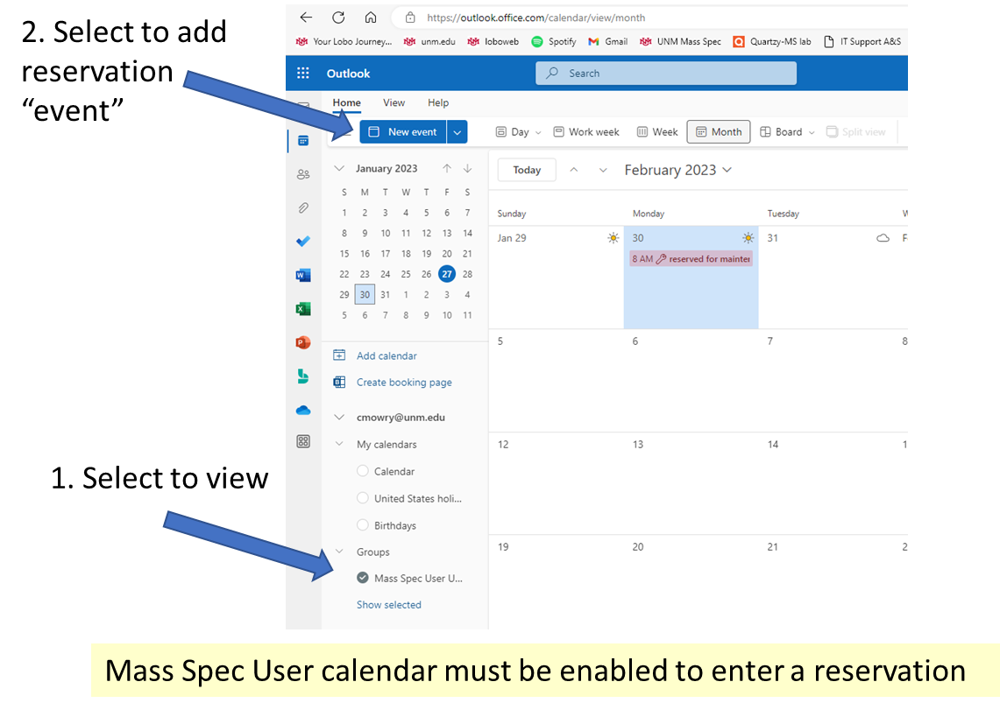 2. Select to add
reservation
“event”
https://outlook.office.com/calendar/view/month
Your Lobo Journey... unm.edu loboweb Spotify Gmail UNM Mass Spec Quartzy-MS lab IT Support A&S
Outlook
Search
Home View Help
New event Day Work week Week Month Board Split view
January 2023
Today February 2023
S M T W T F S
1 2 3 4 5 6 7
8 9 10 11 12 13 14
15 16 17 18 19 20 21
22 23 24 25 26 27 28
29 30 31 1 2 3 4
5 6 7 8 9 10 11
Sunday Monday Tuesday W
Jan 29 30 31 F
8 AM reserved for mainter
5 6 7 8
12 13 14 1
19 20 21 2
Add calendar
Create booking page
cmowry@unm.edu
My calendars
Calendar
United States holi...
Birthdays
Groups
Mass Spec User U...
Show selected
1. Select to view
Mass Spec User calendar must be enabled to enter a reservation